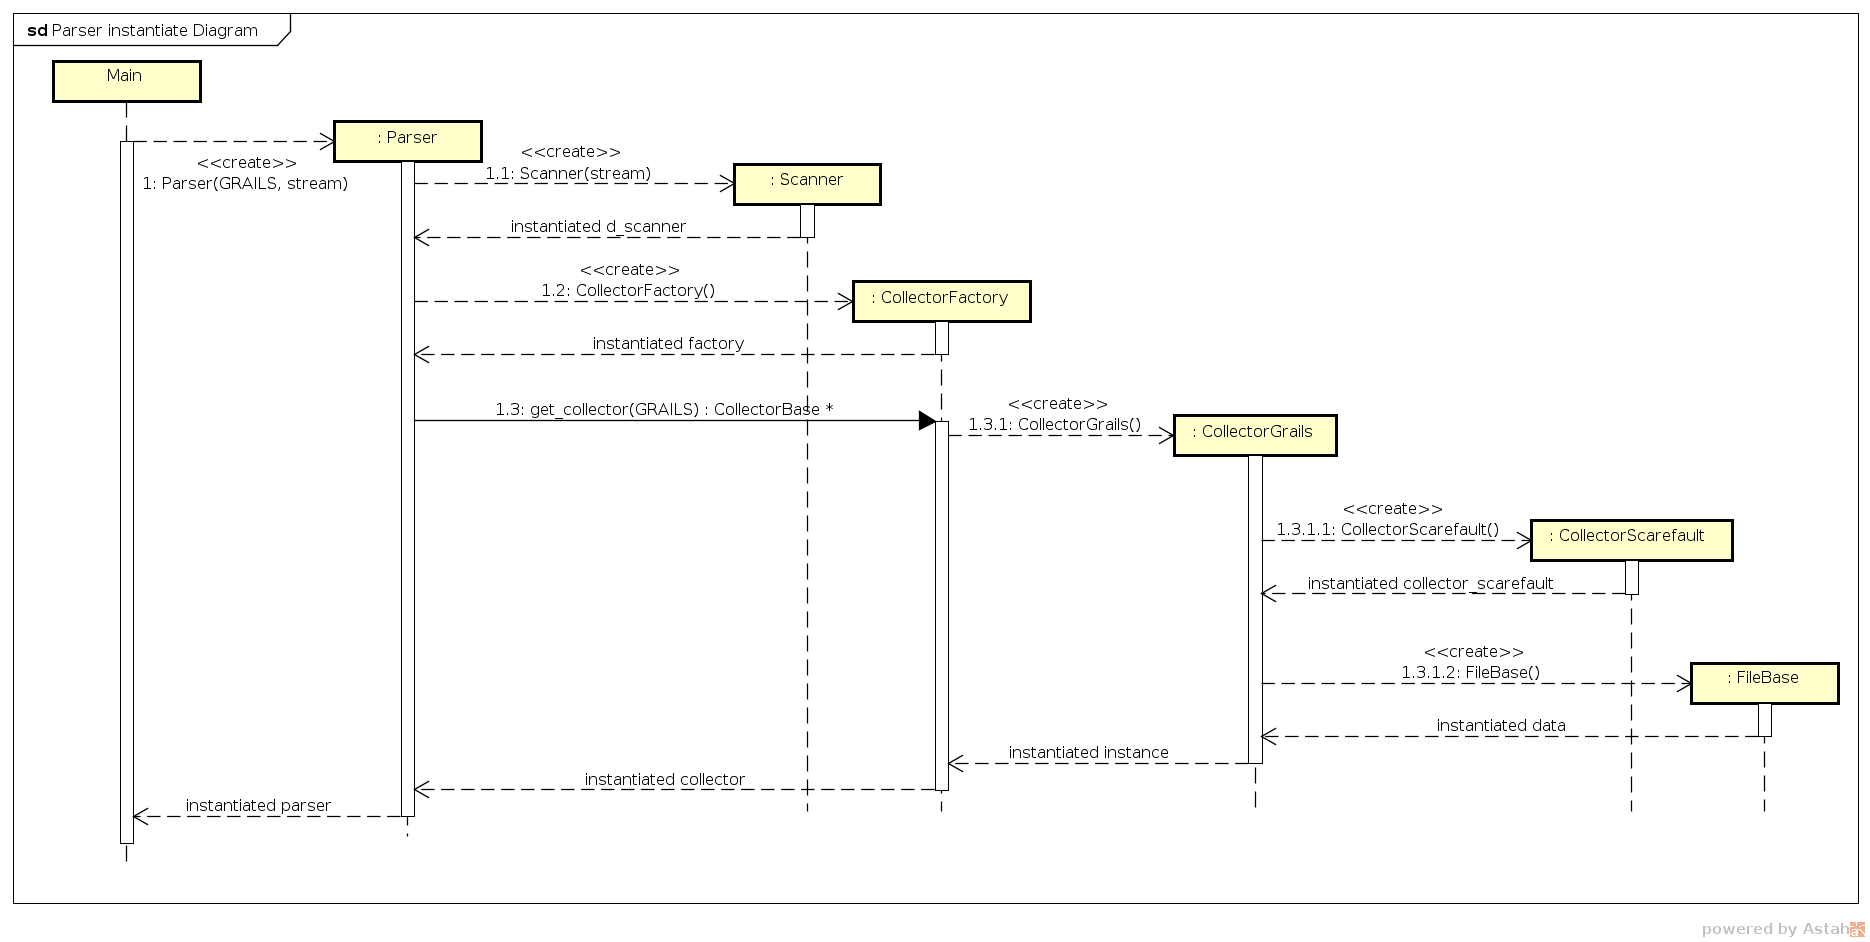 sd Parser instantiate Diagram
Main
: Parser
<<create>>
1: Parser(GRAILS, stream)
<<create>>
1.1: Scanner(stream)
: Scanner
instantiated d_scanner
<<create>>
1.2: CollectorFactory()
: CollectorFactory
instantiated factory
1.3: get_collector(GRAILS) : CollectorBase *
<<create>>
1.3.1: CollectorGrails()
: CollectorGrails
<<create>>
1.3.1.1: CollectorScarefault()
: CollectorScarefault
instantiated collector_scarefault
<<create>>
1.3.1.2: FileBase()
: FileBase
instantiated data
instantiated instance
instantiated collector
instantiated parser
powered by Astah